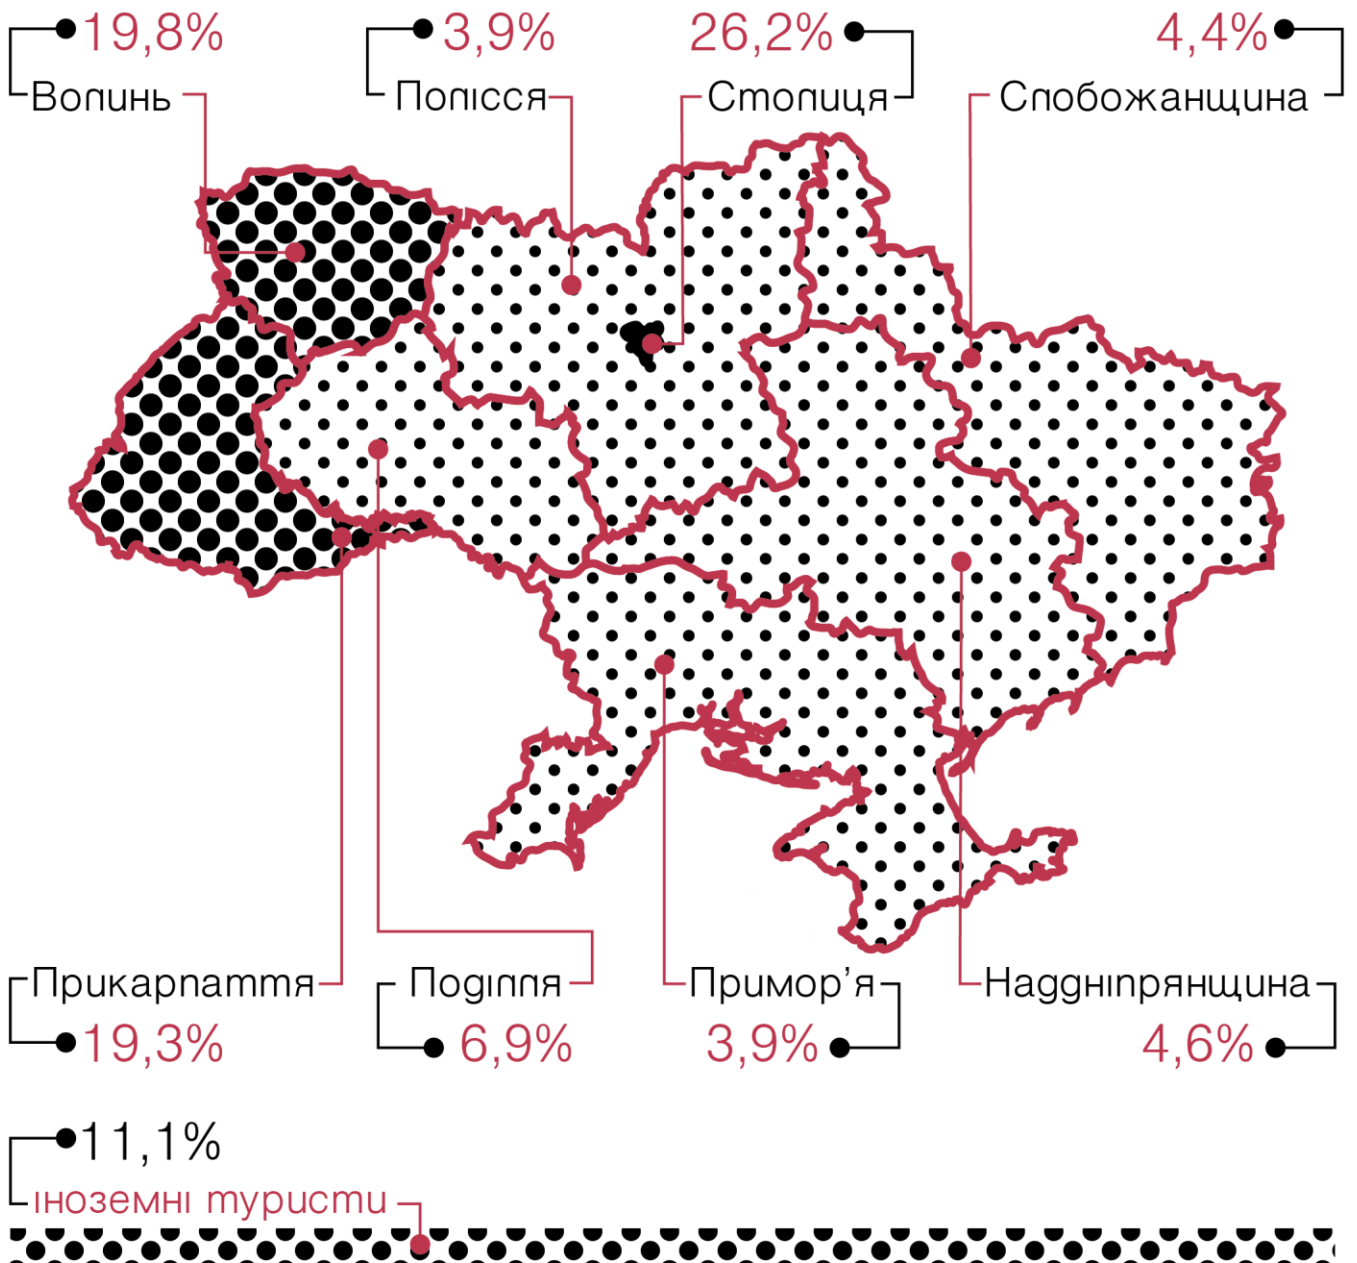 19,8% 3,9% 26,2% 4,4%
Волинь Полісся Столиця Слобожанщина
Прикарпаття Поділля Примор’я Наддніпрянщина
19,3% 6,9% 3,9% 4,6%
11,1%
іноземні туристи